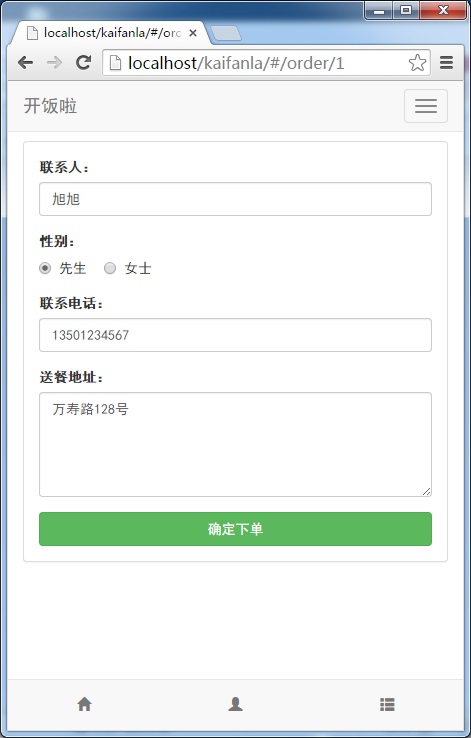 localhost/kaifanla/#/orc
localhost/kaifanla/#/order/1
开饭啦
联系人：
旭旭
性别：
先生 女士
联系电话：
13501234567
送餐地址：
万寿路128号
确定下单